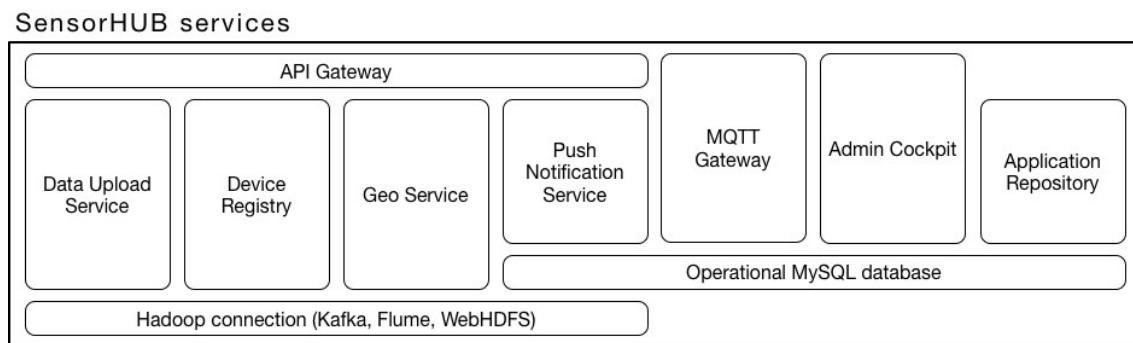 SensorHUB services
API Gateway
Data Upload
Service
Device
Registry
Geo Service
Push
Notification
Service
MQTT
Gateway
Admin Cockpit
Application
Repository
Operational MySQL database
Hadoop connection (Kafka, Flume, WebHDFS)